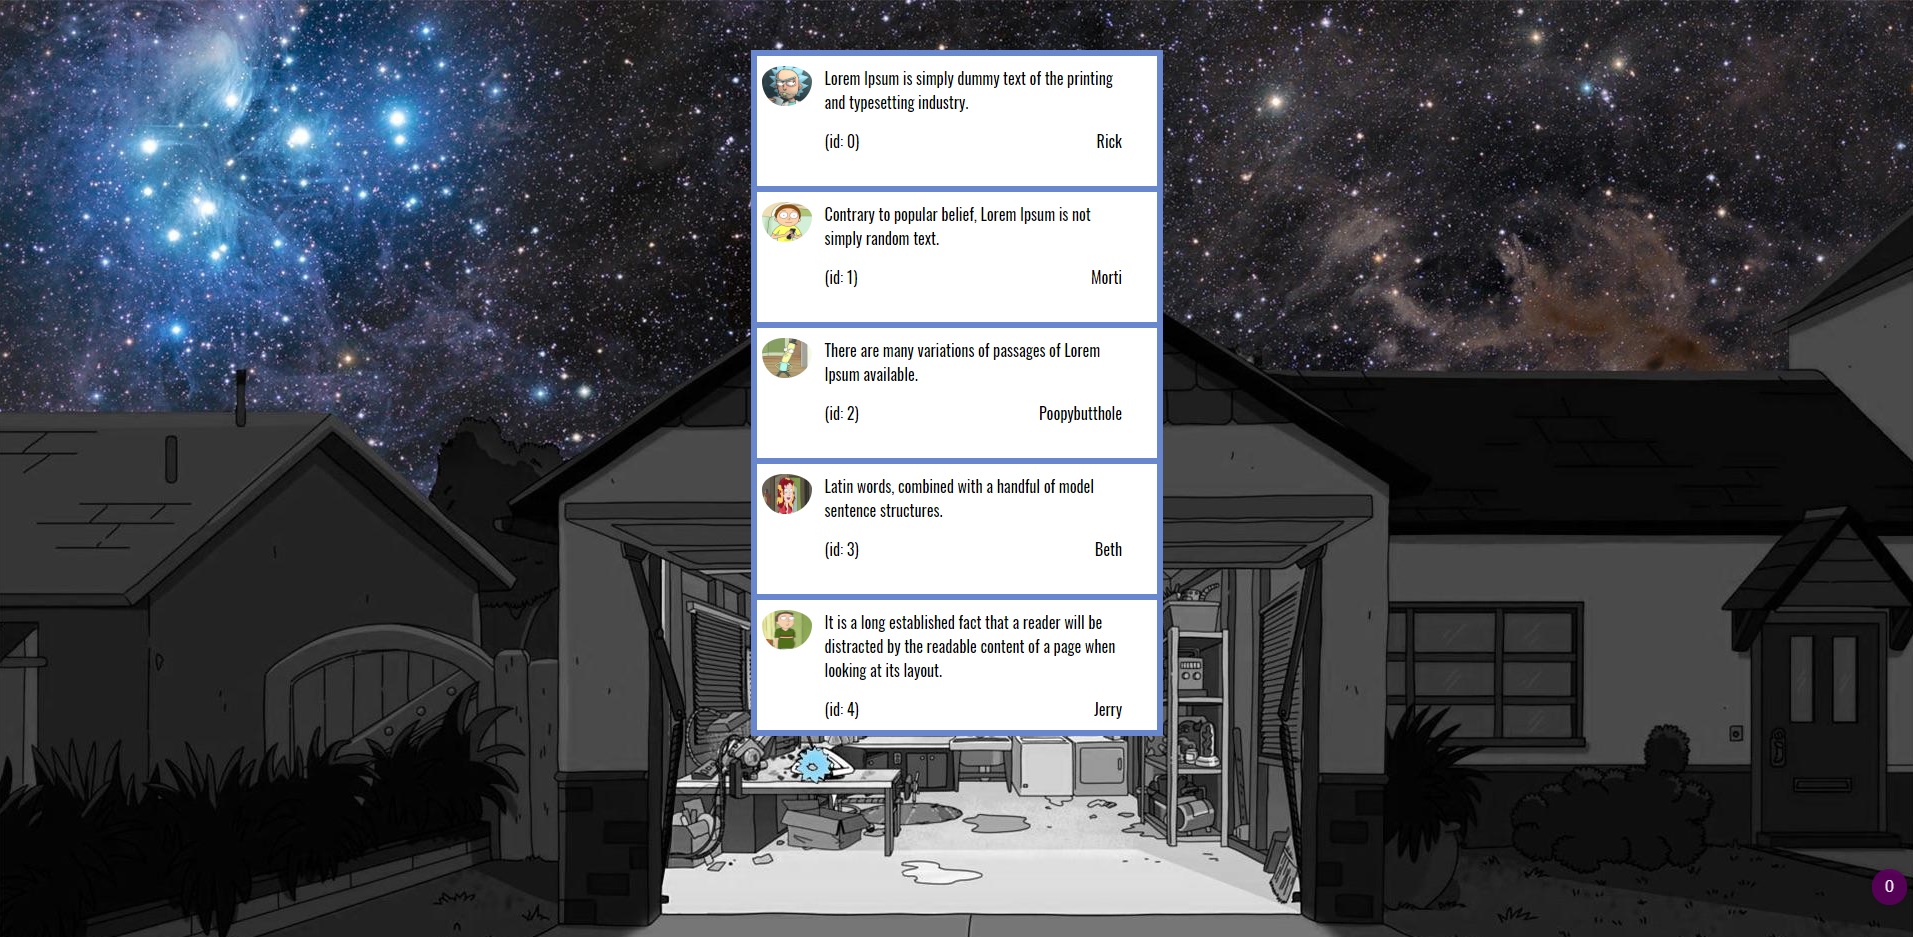 Lorem Ipsum is simply dummy text of the printing
and typesetting industry.
(id: 0) Rick
Contrary to popular belief, Lorem Ipsum is not
simply random text.
(id: 1) Morti
There are many variations of passages of Lorem
Ipsum available.
(id: 2) Poopybutthole
Latin words, combined with a handful of model
sentence structures.
(id: 3) Beth
It is a long established fact that a reader will be
distracted by the readable content of a page when
looking at its layout.
(id: 4) Jerry
0